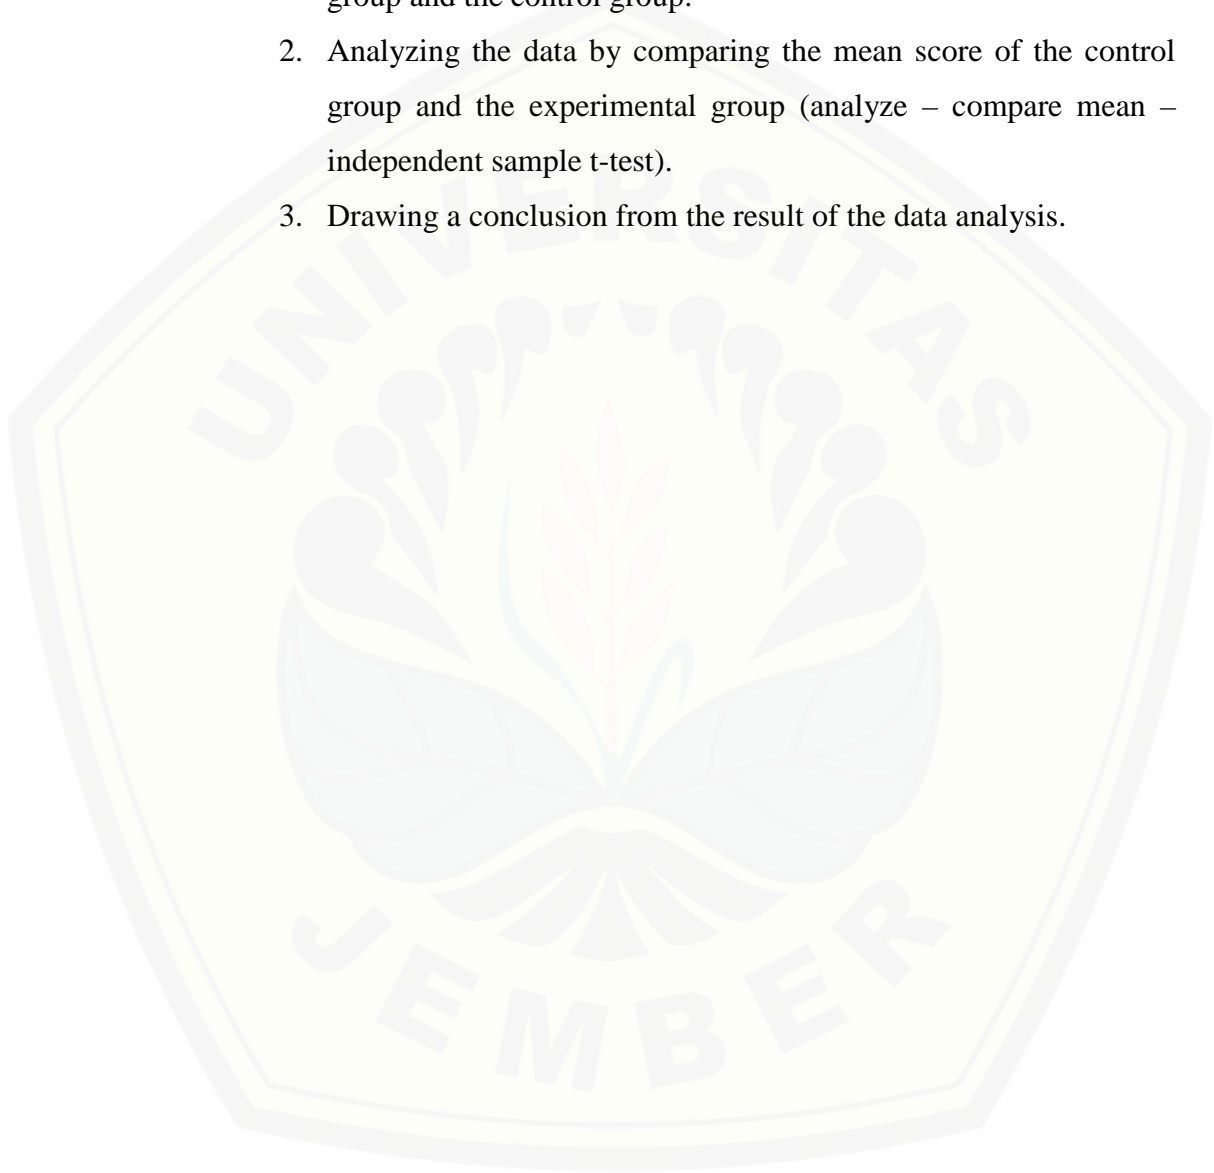 group and the control group.
2. Analyzing the data by comparing the mean score of the control
group and the experimental group (analyze – compare mean –
independent sample t-test).
3. Drawing a conclusion from the result of the data analysis.
UNIVERSITAS
JEMBER